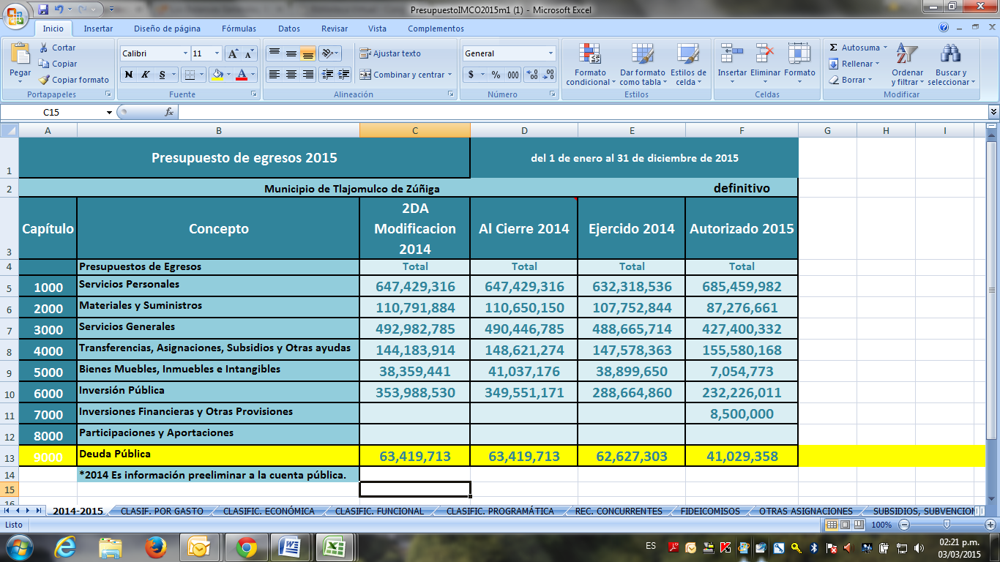 PresupuestoIMCO2015m1 (1) - Microsoft Excel
Inicio Insertar Diseño de página Fórmulas Datos Revisar Vista Complementos
Pegar
Cortar
Copiar
Copiar formato
Portapapeles
Calibri 11
N K S
Fuente
Ajustar texto
Combinar y centrar
Alineación
General
$ % 000
Número
Formato condicional
Dar formato como tabla
Estilos de celda
Estilos
Insertar Eliminar Formato
Celdas
Σ Autosuma
Rellenar
Borrar
Ordenar y filtrar
Buscar y seleccionar
Modificar
C15 fx
A B C D E F G H I
1 Presupuesto de egresos 2015 del 1 de enero al 31 de diciembre de 2015
2 Municipio de Tlajomulco de Zúñiga definitivo
3 Capítulo Concepto 2DA Modificacion 2014 Al Cierre 2014 Ejercido 2014 Autorizado 2015
4 Presupuestos de Egresos Total Total Total Total
5 1000 Servicios Personales 647,429,316 647,429,316 632,318,536 685,459,982
6 2000 Materiales y Suministros 110,791,884 110,650,150 107,752,844 87,276,661
7 3000 Servicios Generales 492,982,785 490,446,785 488,665,714 427,400,332
8 4000 Transferencias, Asignaciones, Subsidios y Otras ayudas 144,183,914 148,621,274 147,578,363 155,580,168
9 5000 Bienes Muebles, Inmuebles e Intangibles 38,359,441 41,037,176 38,899,650 7,054,773
10 6000 Inversión Pública 353,988,530 349,551,171 288,664,860 232,226,011
11 7000 Inversiones Financieras y Otras Provisiones 8,500,000
12 8000 Participaciones y Aportaciones
13 9000 Deuda Pública 63,419,713 63,419,713 62,627,303 41,029,358
14 *2014 Es información preeliminar a la cuenta pública.
15
16
2014-2015 CLASIF. POR GASTO CLASIFIC. ECONÓMICA CLASIFIC. FUNCIONAL CLASIFIC. PROGRAMÁTICA REC. CONCURRENTES FIDEICOMISOS OTRAS ASIGNACIONES SUBSIDIOS, SUBVENCION
Listo 100%
ES 02:21 p.m.
03/03/2015